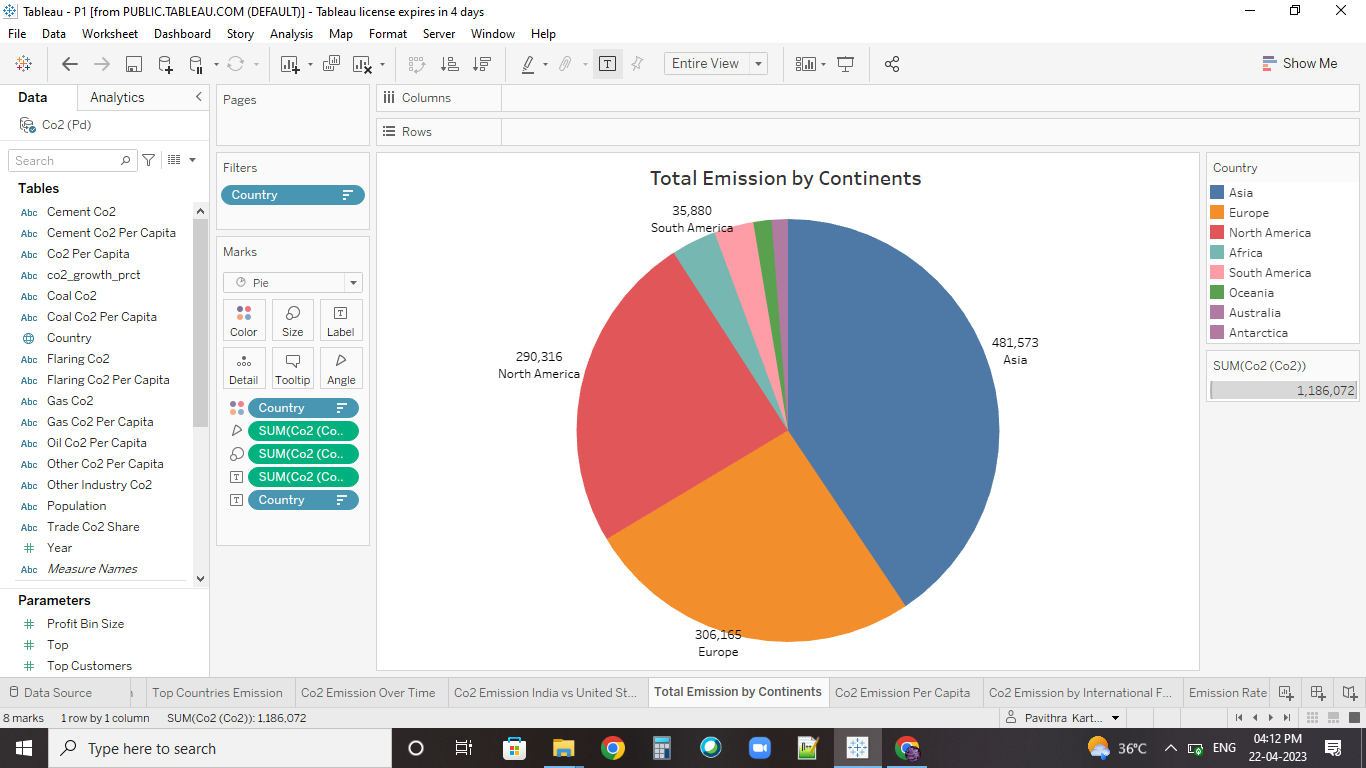 Tableau - P1 [from PUBLIC.TABLEAU.COM (DEFAULT)] - Tableau license expires in 4 days
File Data Worksheet Dashboard Story Analysis Map Format Server Window Help
Entire View
Show Me
Data Analytics
Co2 (Pd)
Search
Tables
Abc Cement Co2
Abc Cement Co2 Per Capita
Abc Co2 Per Capita
Abc co2_growth_prct
Abc Coal Co2
Abc Coal Co2 Per Capita
Country
Abc Flaring Co2
Abc Flaring Co2 Per Capita
Abc Gas Co2
Abc Gas Co2 Per Capita
Abc Oil Co2 Per Capita
Abc Other Co2 Per Capita
Abc Other Industry Co2
Abc Population
Abc Trade Co2 Share
# Year
Abc Measure Names
Parameters
# Profit Bin Size
# Top
# Top Customers
Pages
Filters
Country
Marks
Pie
Color Size Label
Detail Tooltip Angle
Country
SUM(Co2 (Co..
SUM(Co2 (Co..
SUM(Co2 (Co..
Country
Columns
Rows
Total Emission by Continents
35,880
South America
481,573
Asia
290,316
North America
306,165
Europe
Country
Asia
Europe
North America
Africa
South America
Oceania
Australia
Antarctica
SUM(Co2 (Co2))
1,186,072
Data Source Top Countries Emission Co2 Emission Over Time Co2 Emission India vs United St... Total Emission by Continents Co2 Emission Per Capita Co2 Emission by International F... Emission Rate
8 marks 1 row by 1 column SUM(Co2 (Co2)): 1,186,072 Pavithra Kart...
Type here to search 36°C ENG 04:12 PM
22-04-2023